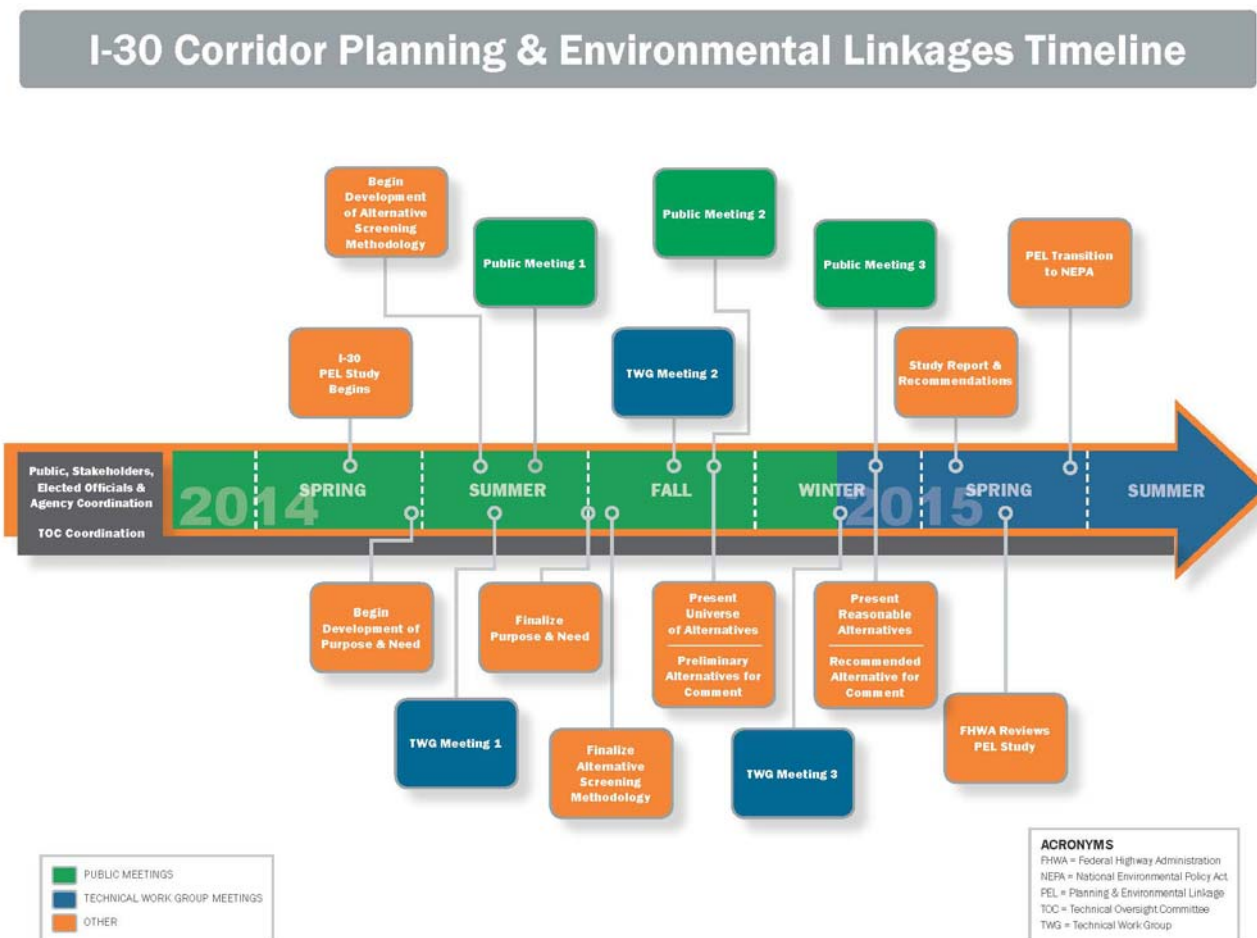 I-30 Corridor Planning & Environmental Linkages Timeline
Begin
Development
of Alternative
Screening
Methodology
Public Meeting 1
Public Meeting 2
Public Meeting 3
PEL Transition
to NEPA
I-30
PEL Study
Begins
TWG Meeting 2
Study Report &
Recommendations
Public, Stakeholders,
Elected Officials &
Agency Coordination
TOC Coordination
2014
SPRING
SUMMER
FALL
WINTER
2015
SPRING
SUMMER
Begin
Development of
Purpose & Need
Finalize
Purpose & Need
Present
Universe
of Alternatives
Preliminary
Alternatives for
Comment
Present
Reasonable
Alternatives
Recommended
Alternative for
Comment
TWG Meeting 1
Finalize
Alternative
Screening
Methodology
TWG Meeting 3
FHWA Reviews
PEL Study
PUBLIC MEETINGS
TECHNICAL WORK GROUP MEETINGS
OTHER
ACRONYMS
FHWA = Federal Highway Administration
NEPA = National Environmental Policy Act
PEL = Planning & Environmental Linkage
TOC = Technical Oversight Committee
TWG = Technical Work Group